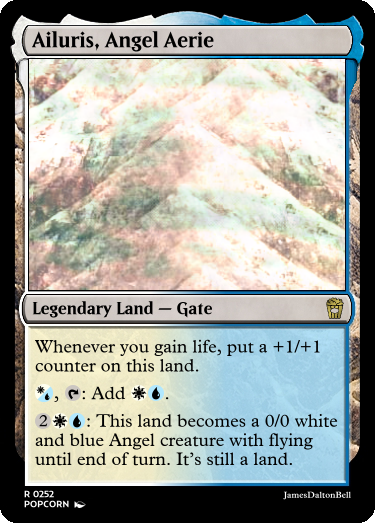 Ailuris, Angel Aerie
Legendary Land — Gate
Whenever you gain life, put a +1/+1
counter on this land.
, : Add .
2 : This land becomes a 0/0 white
and blue Angel creature with flying
until end of turn. It's still a land.
R 0252
POPCORN
JamesDaltonBell